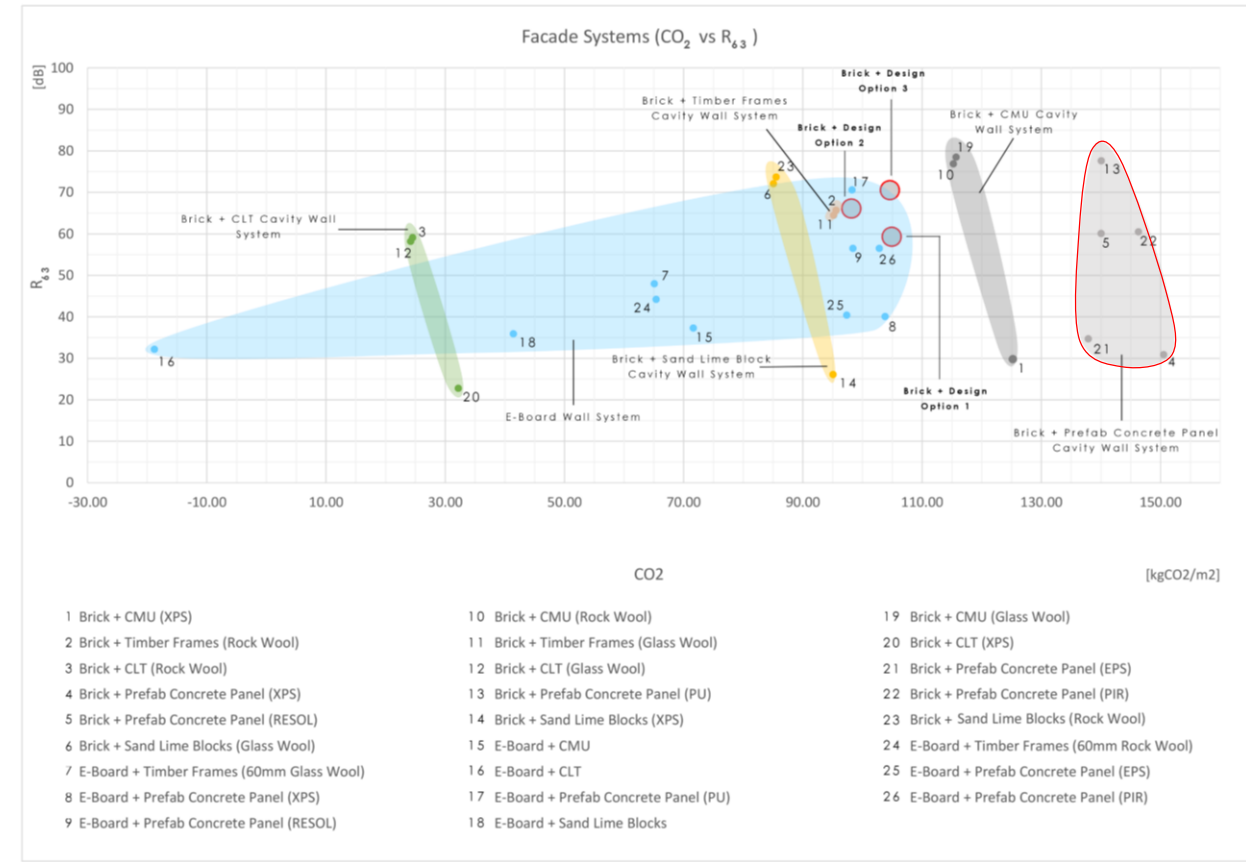 Facade Systems (CO₂ vs R₆₃ )
[dB]
100
90
80
70
60
50
40
30
20
10
0
R₆₃
-30.00 -10.00 10.00 30.00 50.00 70.00 90.00 110.00 130.00 150.00
CO2
[kgCO2/m2]
Brick + Design
Option 3
Brick + Timber Frames
Cavity Wall System
Brick + Design
Option 2
Brick + CMU Cavity
Wall System
Brick + CLT Cavity Wall
System
Brick + Sand Lime Block
Cavity Wall System
E-Board Wall System
Brick + Design
Option 1
Brick + Prefab Concrete Panel
Cavity Wall System
19
10
13
23
6
17
2
11
3
12
5
22
9
26
7
24
25
8
18
15
21
16
4
1
14
20
1 Brick + CMU (XPS)
2 Brick + Timber Frames (Rock Wool)
3 Brick + CLT (Rock Wool)
4 Brick + Prefab Concrete Panel (XPS)
5 Brick + Prefab Concrete Panel (RESOL)
6 Brick + Sand Lime Blocks (Glass Wool)
7 E-Board + Timber Frames (60mm Glass Wool)
8 E-Board + Prefab Concrete Panel (XPS)
9 E-Board + Prefab Concrete Panel (RESOL)
10 Brick + CMU (Rock Wool)
11 Brick + Timber Frames (Glass Wool)
12 Brick + CLT (Glass Wool)
13 Brick + Prefab Concrete Panel (PU)
14 Brick + Sand Lime Blocks (XPS)
15 E-Board + CMU
16 E-Board + CLT
17 E-Board + Prefab Concrete Panel (PU)
18 E-Board + Sand Lime Blocks
19 Brick + CMU (Glass Wool)
20 Brick + CLT (XPS)
21 Brick + Prefab Concrete Panel (EPS)
22 Brick + Prefab Concrete Panel (PIR)
23 Brick + Sand Lime Blocks (Rock Wool)
24 E-Board + Timber Frames (60mm Rock Wool)
25 E-Board + Prefab Concrete Panel (EPS)
26 E-Board + Prefab Concrete Panel (PIR)